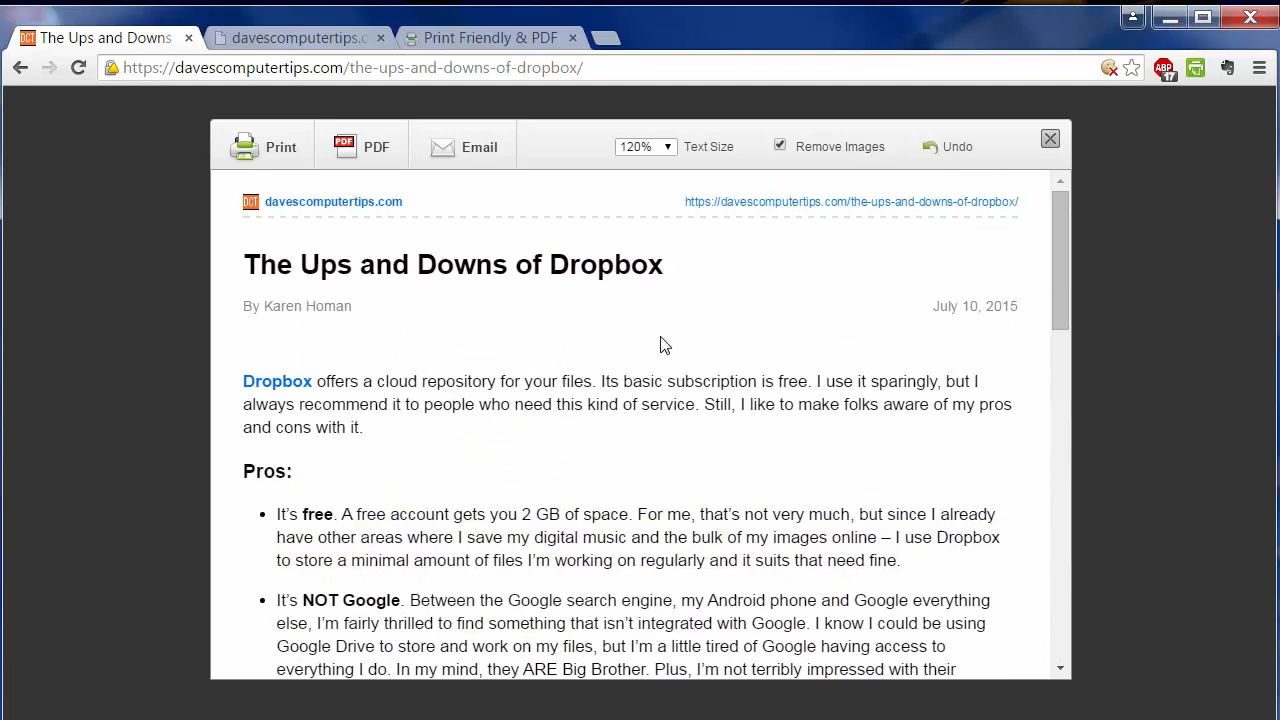 The Ups and Downs
davescomputertips.c
Print Friendly & PDF
https://davescomputertips.com/the-ups-and-downs-of-dropbox/
ABP
17
Print
PDF
PDF
Email
120%
Text Size
Remove Images
Undo
DCT
davescomputertips.com
https://davescomputertips.com/the-ups-and-downs-of-dropbox/
The Ups and Downs of Dropbox
By Karen Homan
July 10, 2015
Dropbox offers a cloud repository for your files. Its basic subscription is free. I use it sparingly, but I
always recommend it to people who need this kind of service. Still, I like to make folks aware of my pros
and cons with it.
Pros:
• It’s free. A free account gets you 2 GB of space. For me, that’s not very much, but since I already
have other areas where I save my digital music and the bulk of my images online – I use Dropbox
to store a minimal amount of files I’m working on regularly and it suits that need fine.
• It’s NOT Google. Between the Google search engine, my Android phone and Google everything
else, I’m fairly thrilled to find something that isn’t integrated with Google. I know I could be using
Google Drive to store and work on my files, but I’m a little tired of Google having access to
everything I do. In my mind, they ARE Big Brother. Plus, I’m not terribly impressed with their